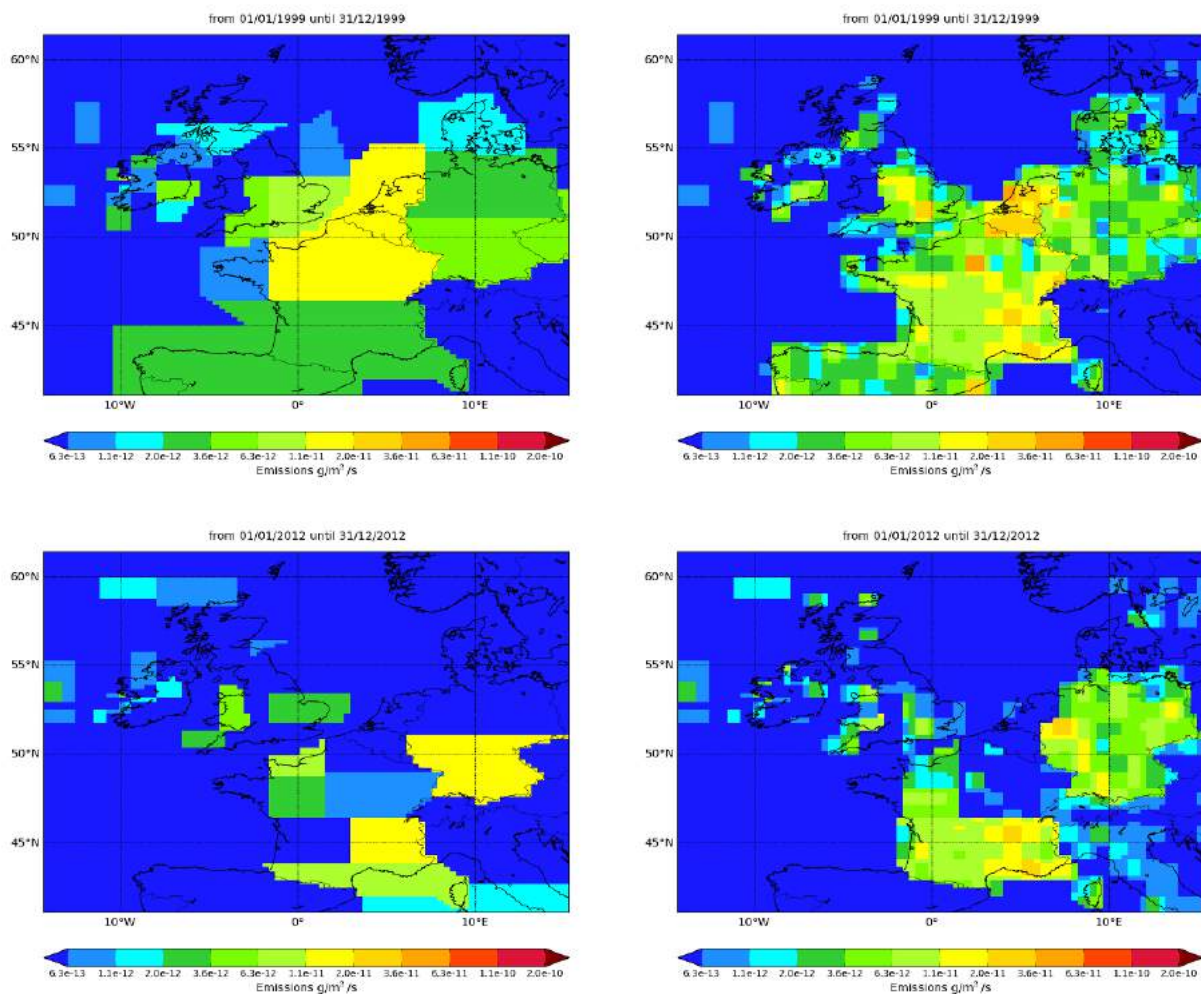 from 01/01/1999 until 31/12/1999
60°N
55°N
50°N
45°N
10°W 0° 10°E
6.3e-13 1.1e-12 2.0e-12 3.6e-12 6.3e-12 1.1e-11 2.0e-11 3.6e-11 6.3e-11 1.1e-10 2.0e-10
Emissions g/m²/s
from 01/01/1999 until 31/12/1999
60°N
55°N
50°N
45°N
10°W 0° 10°E
6.3e-13 1.1e-12 2.0e-12 3.6e-12 6.3e-12 1.1e-11 2.0e-11 3.6e-11 6.3e-11 1.1e-10 2.0e-10
Emissions g/m²/s
from 01/01/2012 until 31/12/2012
60°N
55°N
50°N
45°N
10°W 0° 10°E
6.3e-13 1.1e-12 2.0e-12 3.6e-12 6.3e-12 1.1e-11 2.0e-11 3.6e-11 6.3e-11 1.1e-10 2.0e-10
Emissions g/m²/s
from 01/01/2012 until 31/12/2012
60°N
55°N
50°N
45°N
10°W 0° 10°E
6.3e-13 1.1e-12 2.0e-12 3.6e-12 6.3e-12 1.1e-11 2.0e-11 3.6e-11 6.3e-11 1.1e-10 2.0e-10
Emissions g/m²/s